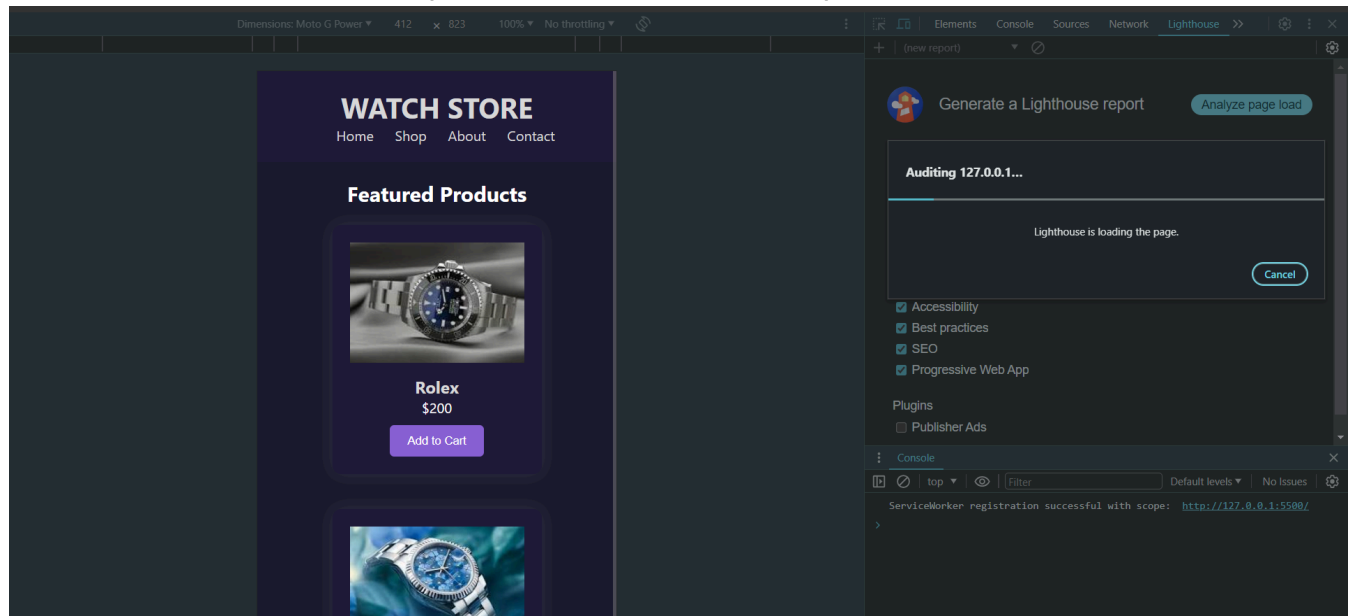 Dimensions: Moto G Power ▼ 412 x 823 100% ▼ No throttling ▼
Elements Console Sources Network Lighthouse >>
(new report) ▼
WATCH STORE
Home Shop About Contact
Featured Products
Rolex
$200
Add to Cart
Generate a Lighthouse report Analyze page load
Auditing 127.0.0.1...
Lighthouse is loading the page.
Cancel
Accessibility
Best practices
SEO
Progressive Web App
Plugins
Publisher Ads
Console
top ▼ Filter Default levels ▼ No Issues
ServiceWorker registration successful with scope: http://127.0.0.1:5500/
>